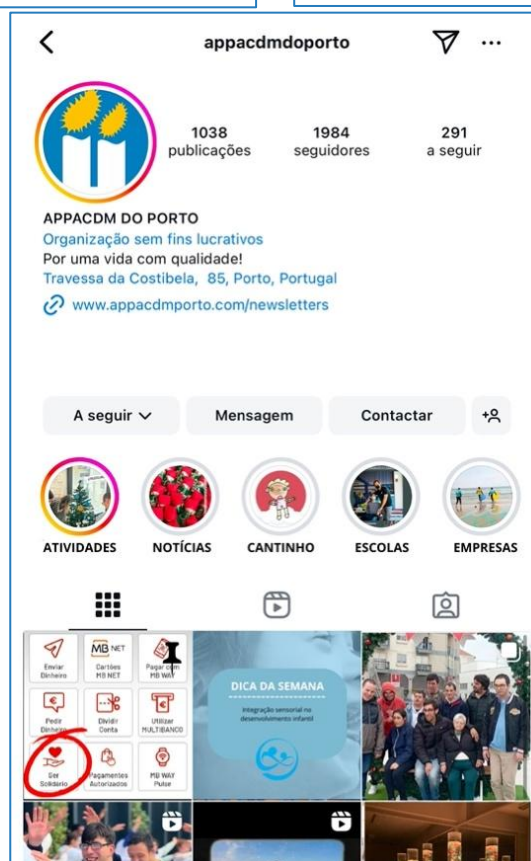 appacdmdoporto
1038
publicações
1984
seguidores
291
a seguir
APPACDM DO PORTO
Organização sem fins lucrativos
Por uma vida com qualidade!
Travessa da Costibela, 85, Porto, Portugal
www.appacdmporto.com/newsletters
A seguir
Mensagem
Contactar
ATIVIDADES
NOTÍCIAS
CANTINHO
ESCOLAS
EMPRESAS
Enviar
Dinheiro
MB NET
Cartões
MB NET
Pagar com
MB WAY
Pedir
Dinheiro
Dividir
Conta
Utilizar
MULTIBANCO
Ser
Solidário
Pagamentos
Autorizados
MB WAY
Pulse
DICA DA SEMANA
Integração sensorial no
desenvolvimento infantil